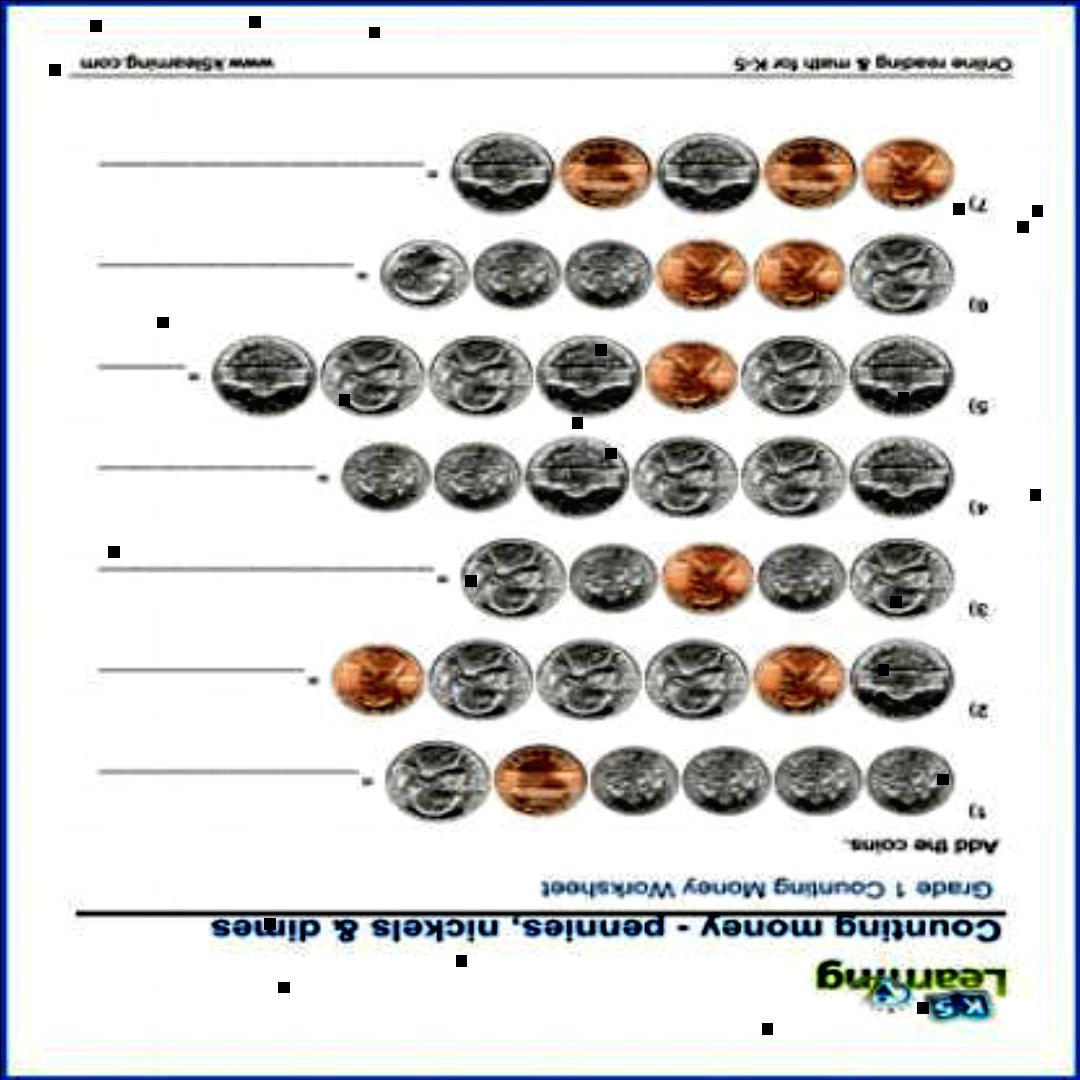 K5 Learning
Counting money - pennies, nickels & dimes
Grade 1 Counting Money Worksheet
Add the coins.
1) =
2) =
3) =
4) =
5) =
6) =
7) =
Online reading & math for K-5 www.k5learning.com